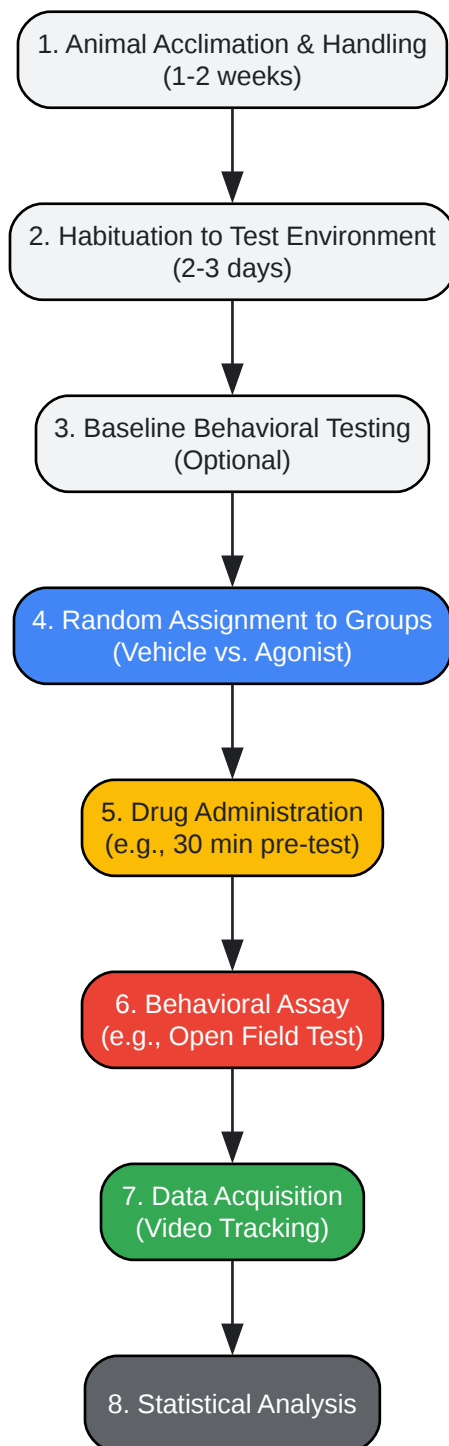 1. Animal Acclimation & Handling
(1-2 weeks)
2. Habituation to Test Environment
(2-3 days)
3. Baseline Behavioral Testing
(Optional)
4. Random Assignment to Groups
(Vehicle vs. Agonist)
5. Drug Administration
(e.g., 30 min pre-test)
6. Behavioral Assay
(e.g., Open Field Test)
7. Data Acquisition
(Video Tracking)
8. Statistical Analysis